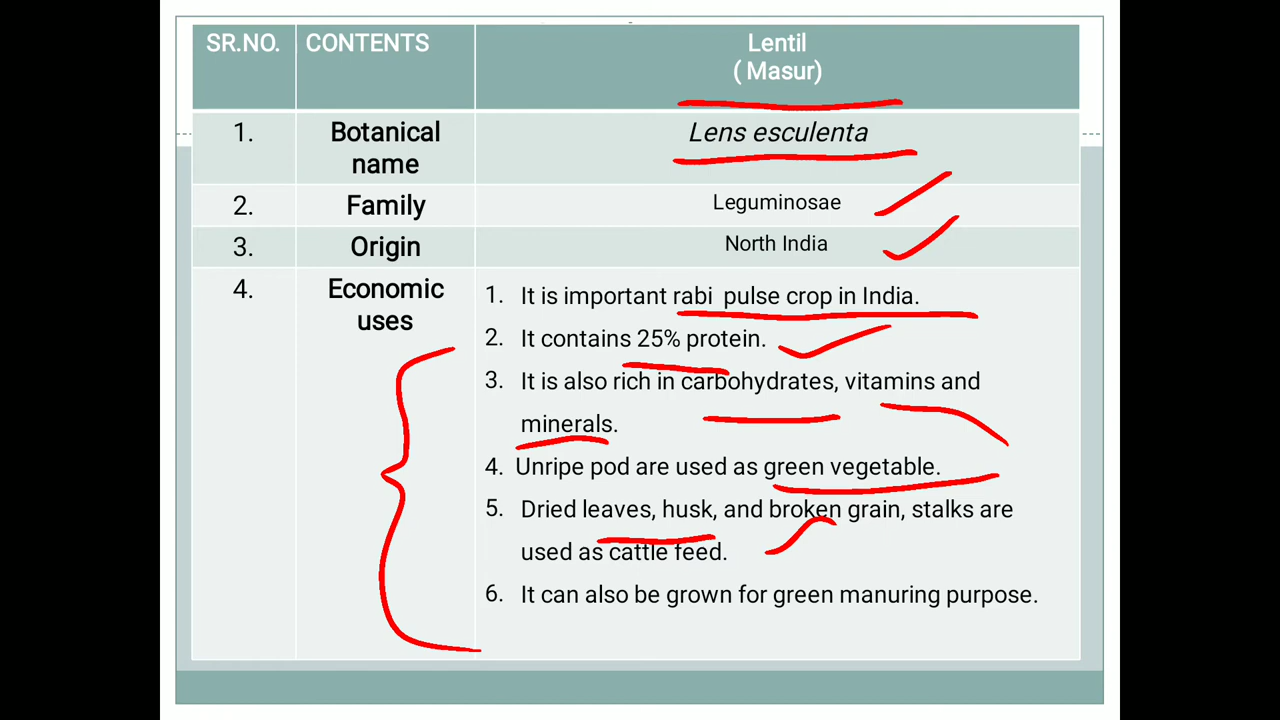 SR.NO. CONTENTS Lentil
( Masur)
1. Botanical name Lens esculenta
2. Family Leguminosae
3. Origin North India
4. Economic uses
1. It is important rabi pulse crop in India.
2. It contains 25% protein.
3. It is also rich in carbohydrates, vitamins and
minerals.
4. Unripe pod are used as green vegetable.
5. Dried leaves, husk, and broken grain, stalks are
used as cattle feed.
6. It can also be grown for green manuring purpose.